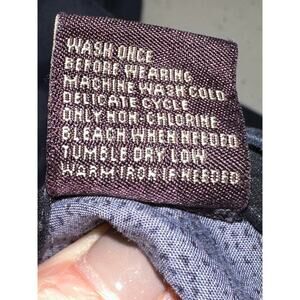 WASH ONCE
BEFORE WEARING
MACHINE WASH COLD
DELICATE CYCLE
ONLY NON-CHLORINE
BLEACH WHEN NEEDED
TUMBLE DRY LOW
WARM IRON IF NEEDED